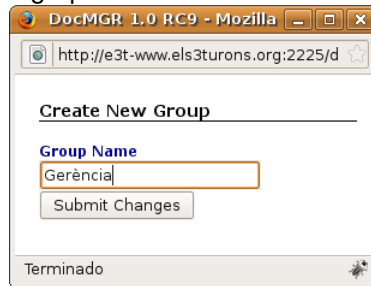 DocMGR 1.0 RC9 - Mozilla
http://e3t-www.els3turons.org:2225/d
Create New Group
Group Name
Gerència
Submit Changes
Terminado